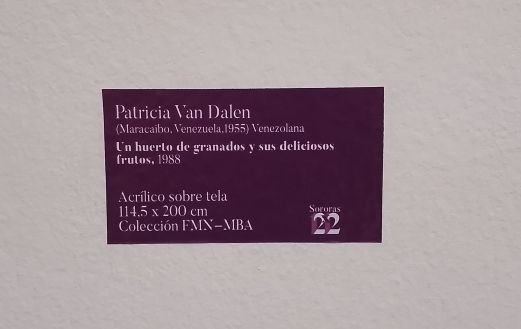 Patricia Van Dalen
(Maracaibo, Venezuela,1955) Venezolana
Un huerto de granados y sus deliciosos
frutos, 1988
Acrílico sobre tela
114.5 x 200 cm
Colección FMN–MBA
Sororas
22